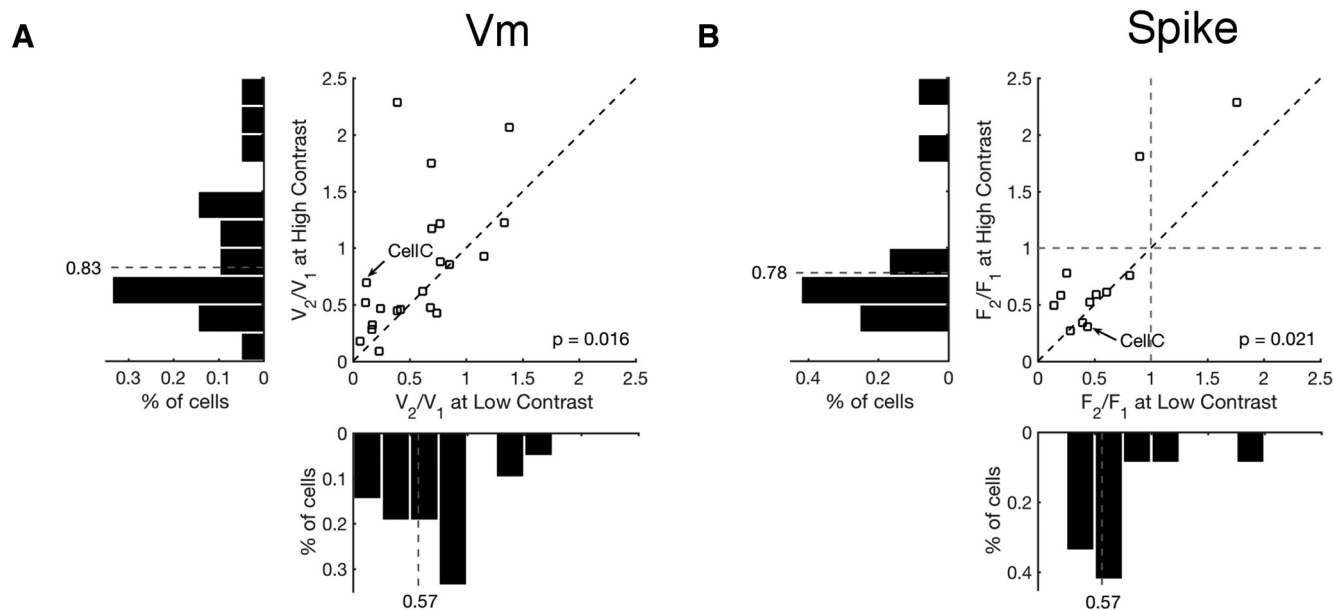 A
Vm
2.5
2
1.5
1
0.5
0
V2/V1 at High Contrast
0.83
CellC
p = 0.016
0.3 0.2 0.1 0
% of cells
0 0.5 1 1.5 2 2.5
V2/V1 at Low Contrast
0
0.1
0.2
0.3
% of cells
0.57
B
Spike
2.5
2
1.5
1
0.5
0
F2/F1 at High Contrast
0.78
CellC
p = 0.021
0.4 0.2 0
% of cells
0 0.5 1 1.5 2 2.5
F2/F1 at Low Contrast
0
0.2
0.4
% of cells
0.57